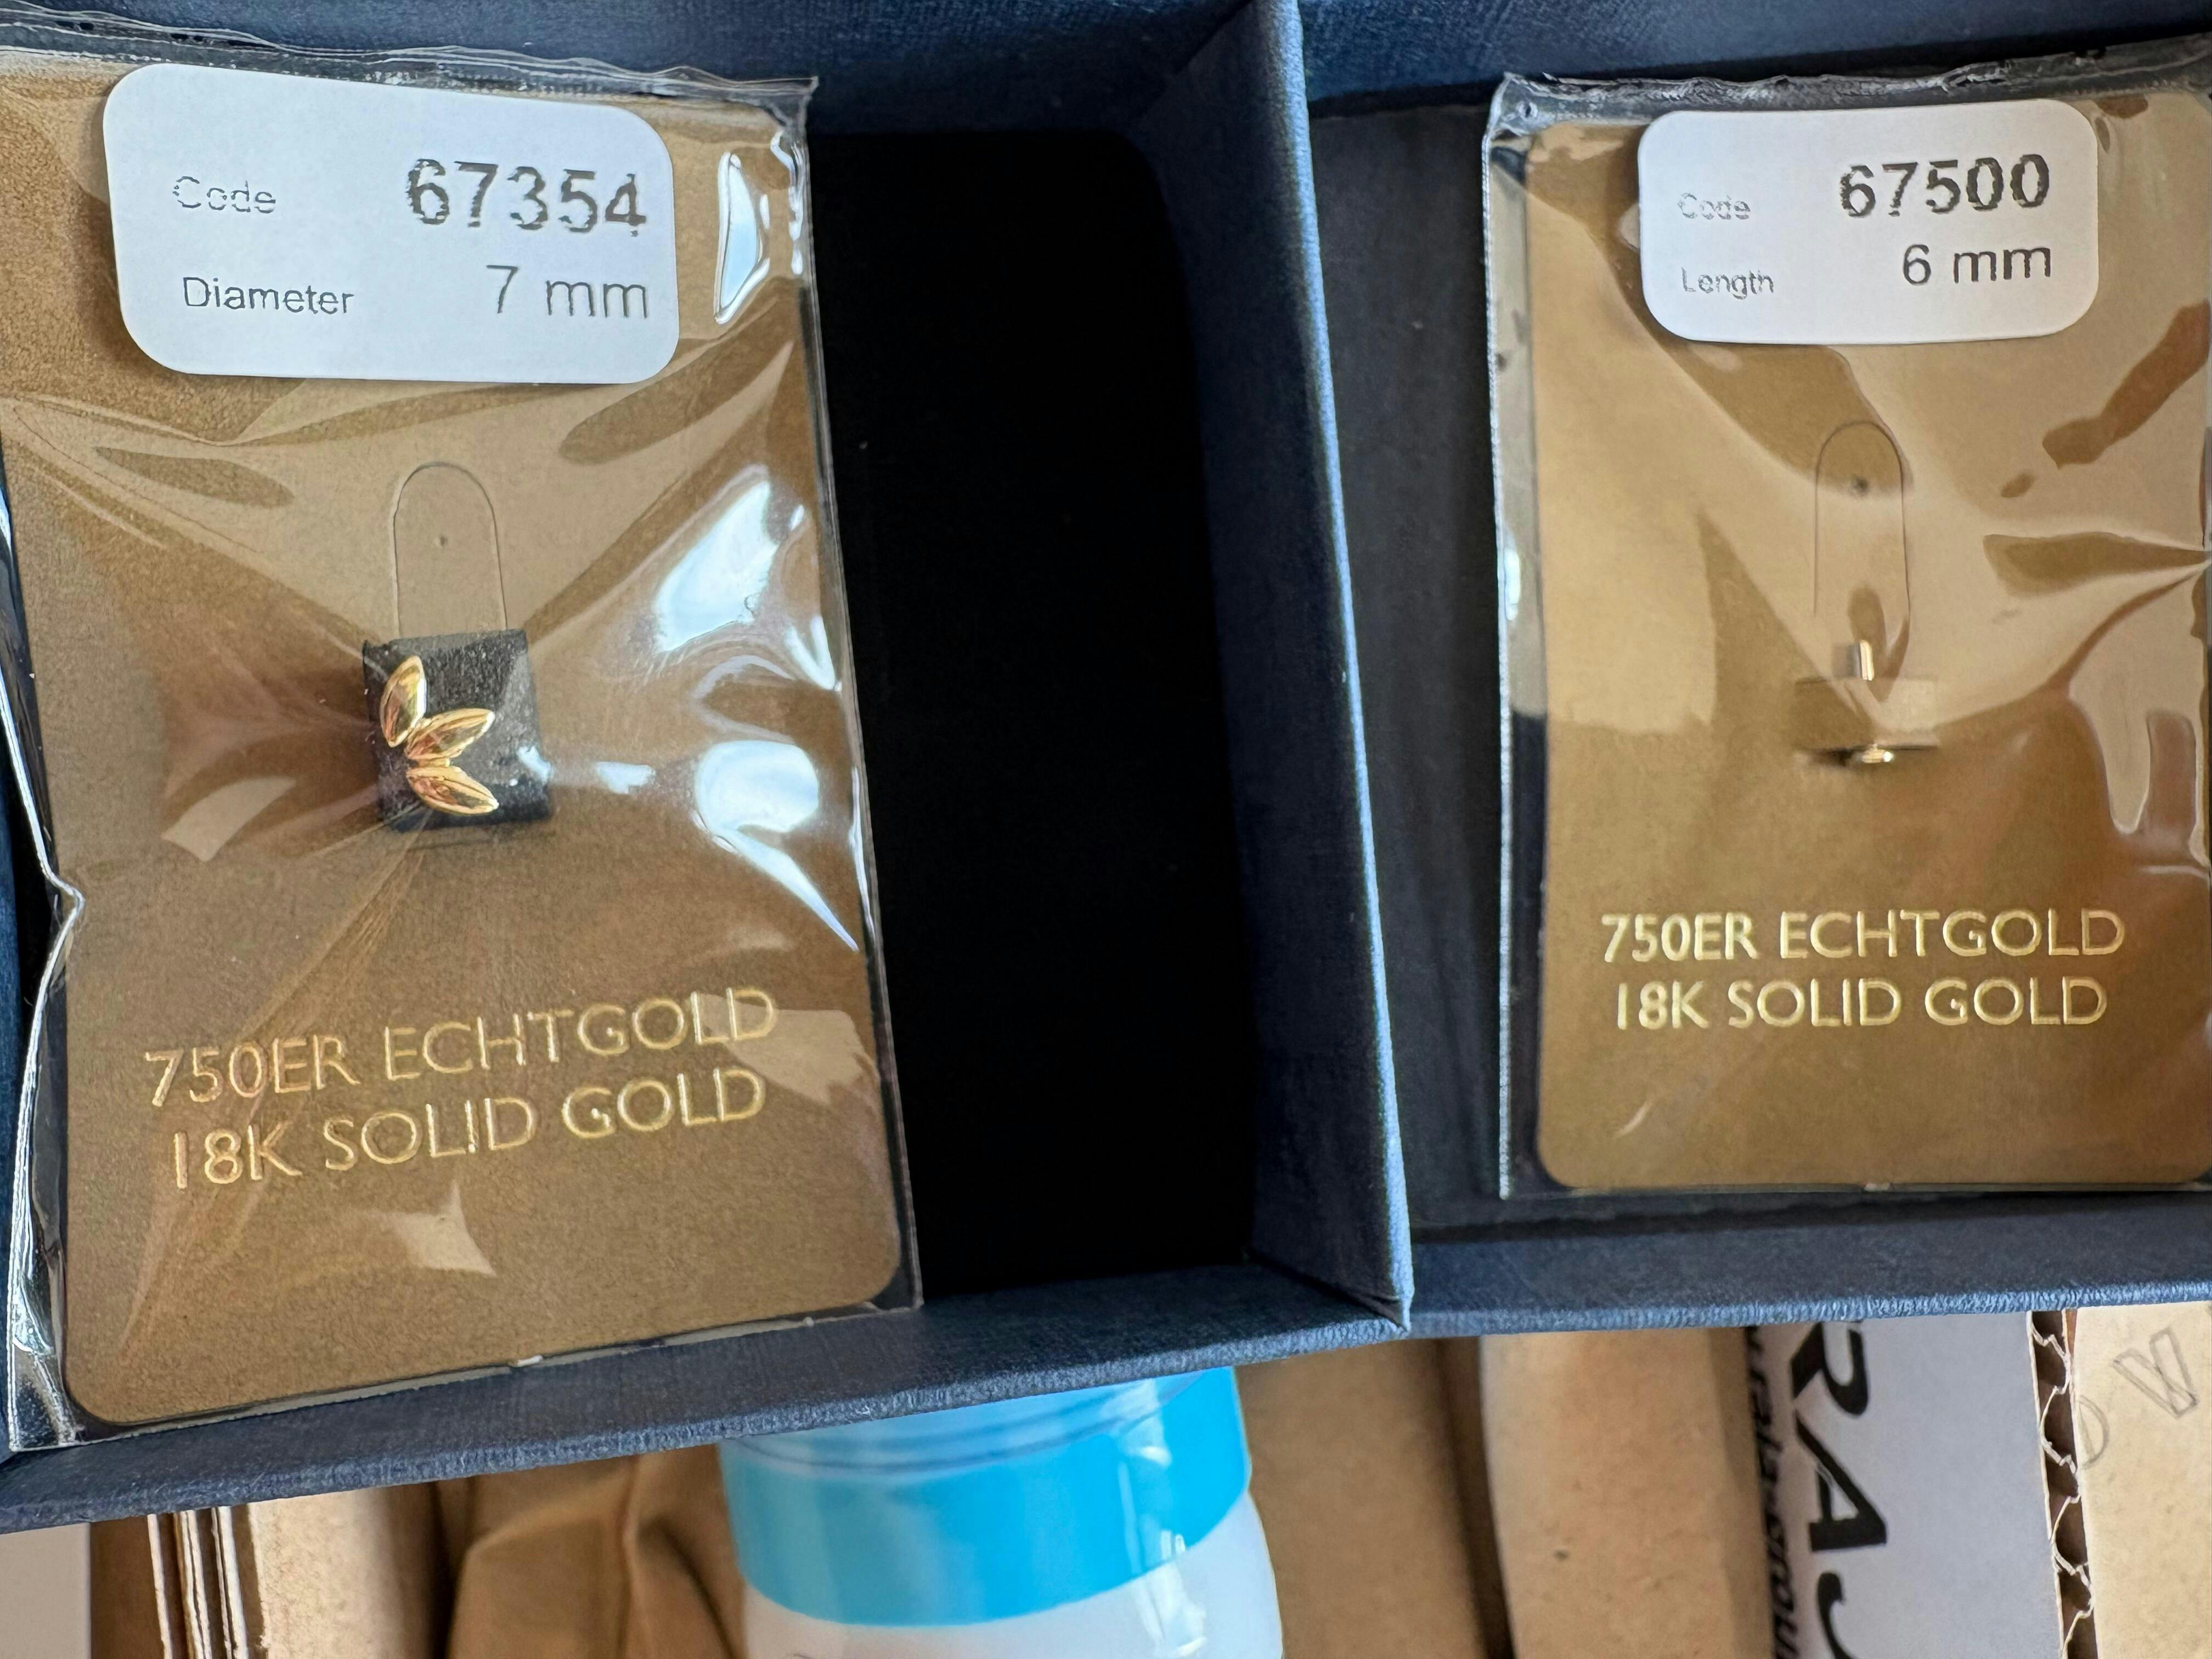 Code 67354
Diameter 7 mm
750ER ECHTGOLD
18K SOLID GOLD
Code 67500
Length 6 mm
750ER ECHTGOLD
18K SOLID GOLD
RAJ